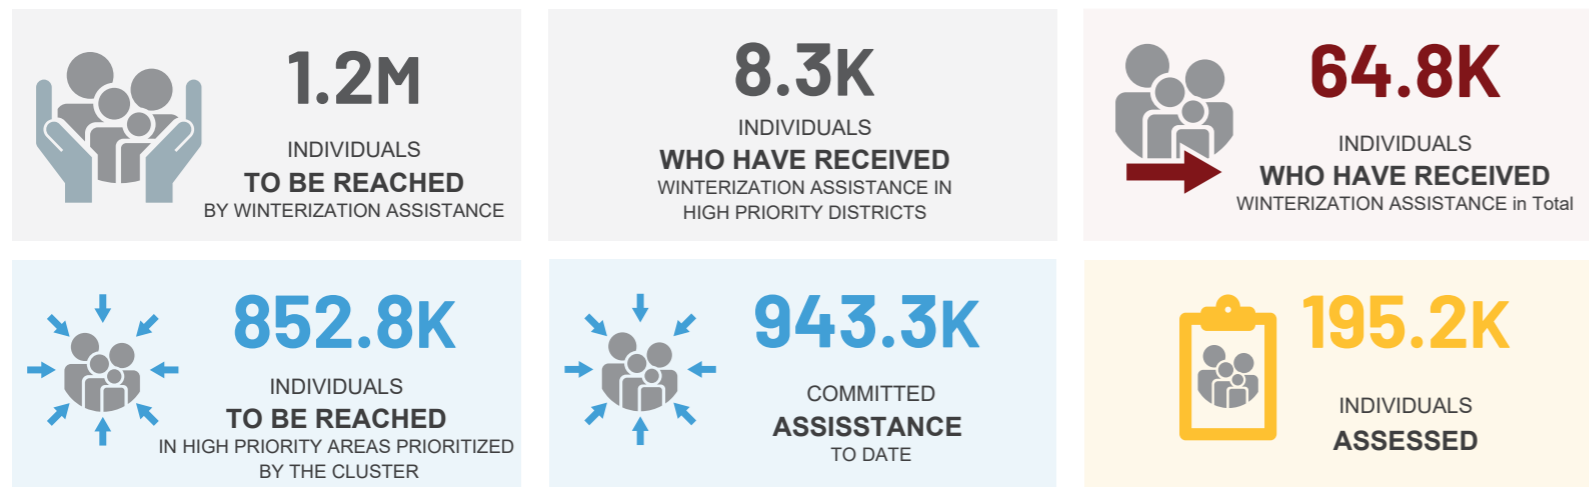 1.2M
INDIVIDUALS
TO BE REACHED
BY WINTERIZATION ASSISTANCE
8.3K
INDIVIDUALS
WHO HAVE RECEIVED
WINTERIZATION ASSISTANCE IN
HIGH PRIORITY DISTRICTS
64.8K
INDIVIDUALS
WHO HAVE RECEIVED
WINTERIZATION ASSISTANCE in Total
852.8K
INDIVIDUALS
TO BE REACHED
IN HIGH PRIORITY AREAS PRIORITIZED
BY THE CLUSTER
943.3K
COMMITTED
ASSISSTANCE
TO DATE
195.2K
INDIVIDUALS
ASSESSED